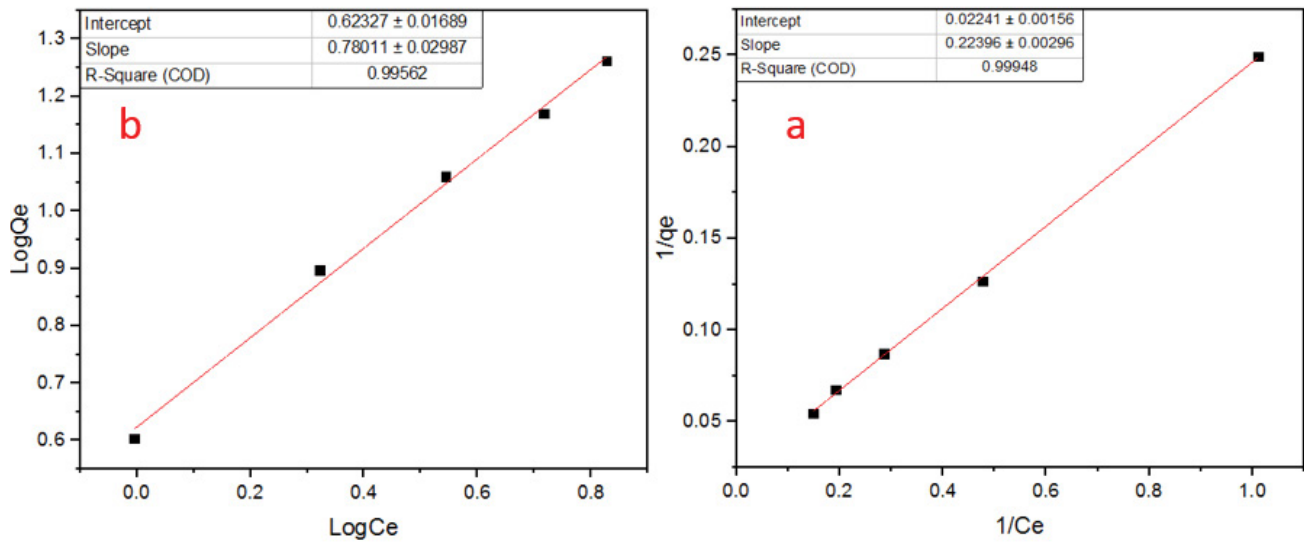 Intercept 0.62327 ± 0.01689
Slope 0.78011 ± 0.02987
R-Square (COD) 0.99562
b
1.3
1.2
1.1
1.0
0.9
0.8
0.7
0.6
LogQe
0.0 0.2 0.4 0.6 0.8
LogCe
Intercept 0.02241 ± 0.00156
Slope 0.22396 ± 0.00296
R-Square (COD) 0.99948
a
0.25
0.20
0.15
0.10
0.05
1/qe
0.0 0.2 0.4 0.6 0.8 1.0
1/Ce